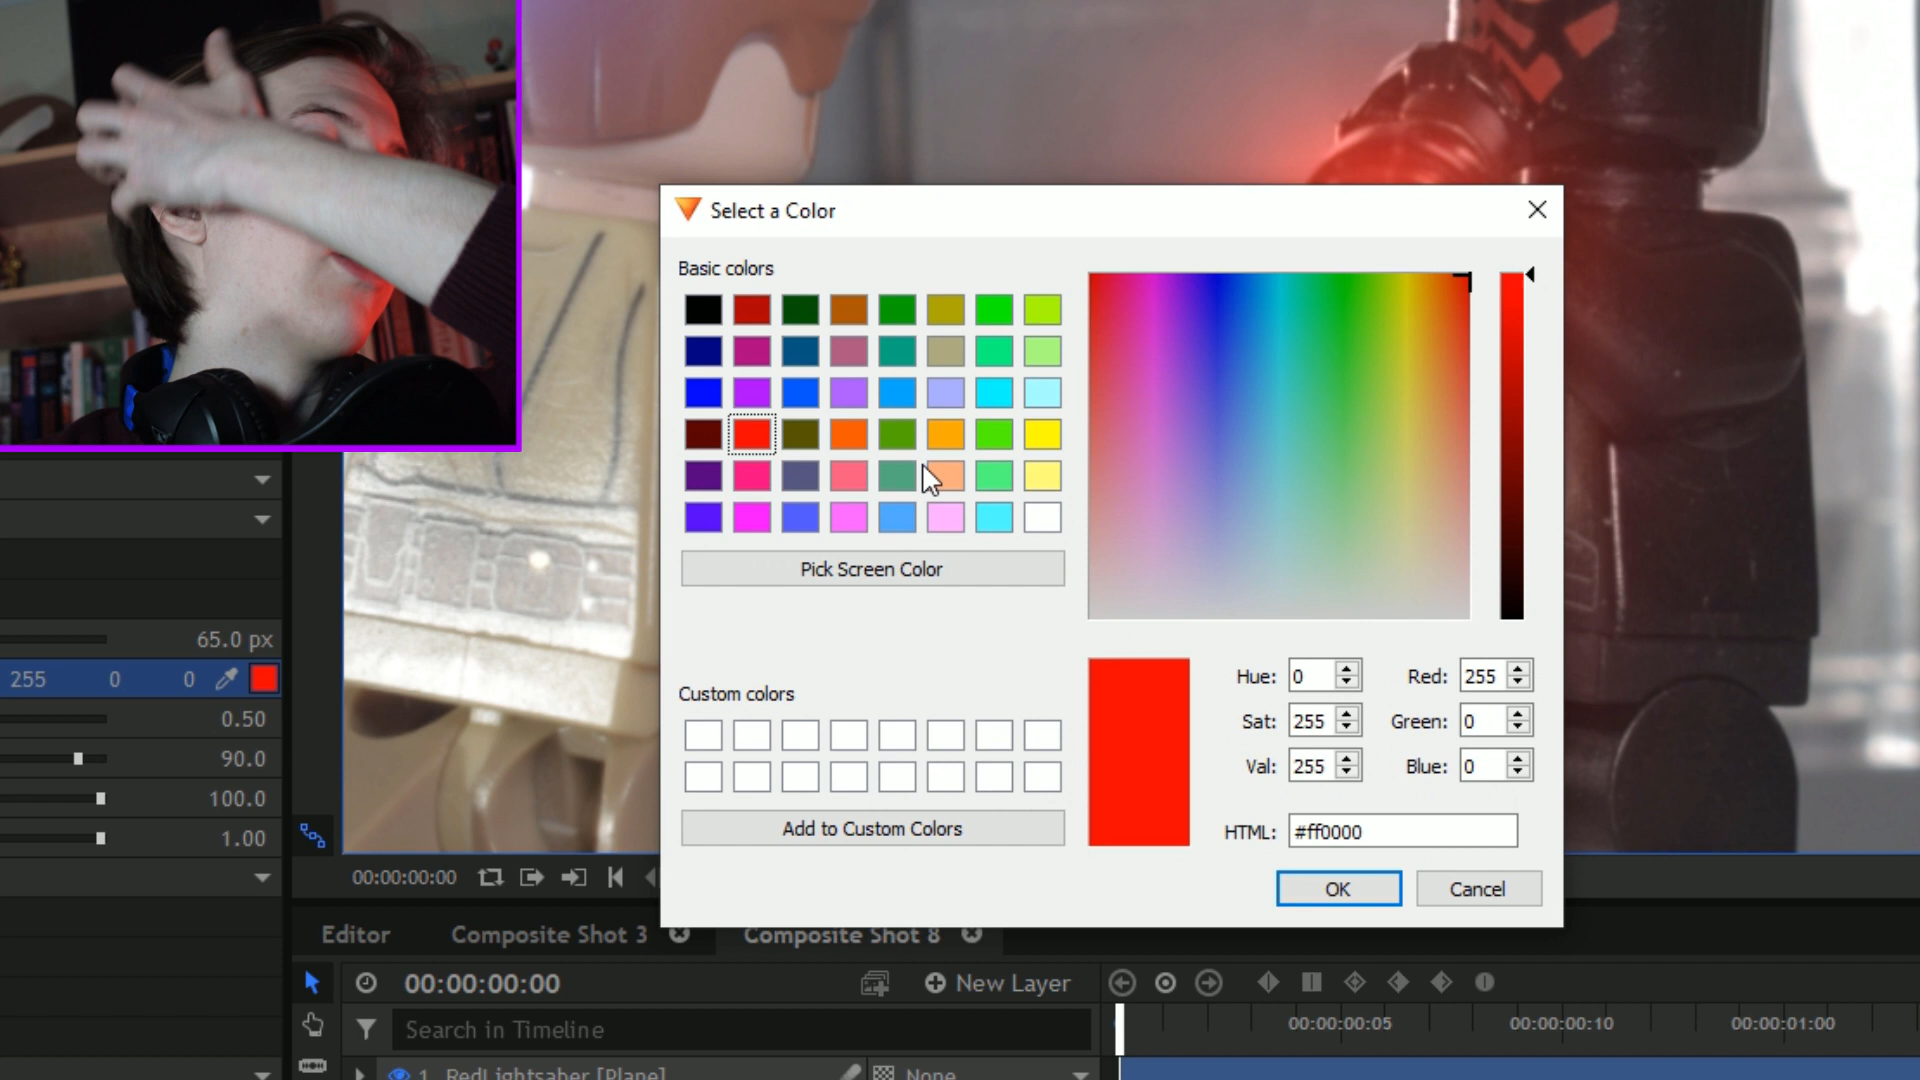 Select a Color
Basic colors
Pick Screen Color
Custom colors
Add to Custom Colors
Hue: 0
Red: 255
Sat: 255
Green: 0
Val: 255
Blue: 0
HTML: #ff0000
OK
Cancel
65.0 px
255 0 0
0.50
90.0
100.0
1.00
00:00:00:00
Editor
Composite Shot 3
Composite Shot 8
00:00:00:00
New Layer
Search in Timeline
00:00:00:05
00:00:00:10
00:00:01:00
1. RedLightsaber [Plane]
None